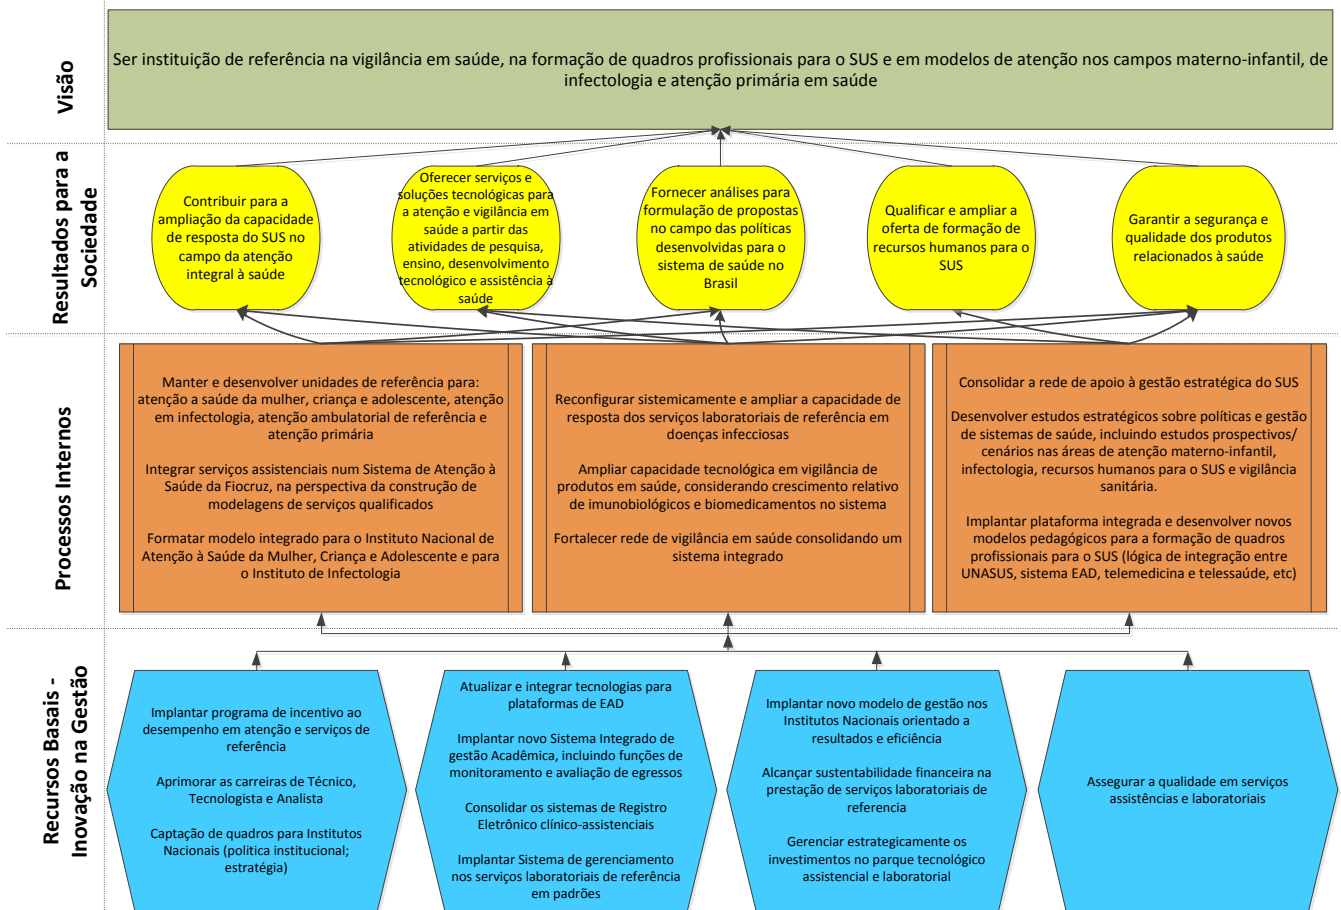 Visão
Ser instituição de referência na vigilância em saúde, na formação de quadros profissionais para o SUS e em modelos de atenção nos campos materno-infantil, de
infectologia e atenção primária em saúde
Resultados para a
Sociedade
Contribuir para a
ampliação da capacidade
de resposta do SUS no
campo da atenção
integral à saúde
Oferecer serviços e
soluções tecnológicas para
a atenção e vigilância em
saúde a partir das
atividades de pesquisa,
ensino, desenvolvimento
tecnológico e assistência à
saúde
Fornecer análises para
formulação de propostas
no campo das políticas
desenvolvidas para o
sistema de saúde no
Brasil
Qualificar e ampliar a
oferta de formação de
recursos humanos para o
SUS
Garantir a segurança e
qualidade dos produtos
relacionados à saúde
Processos Internos
Manter e desenvolver unidades de referência para:
atenção a saúde da mulher, criança e adolescente, atenção
em infectologia, atenção ambulatorial de referência e
atenção primária
Integrar serviços assistenciais num Sistema de Atenção à
Saúde da Fiocruz, na perspectiva da construção de
modelagens de serviços qualificados
Formatar modelo integrado para o Instituto Nacional de
Atenção à Saúde da Mulher, Criança e Adolescente e para
o Instituto de Infectologia
Reconfigurar sistemicamente e ampliar a capacidade de
resposta dos serviços laboratoriais de referência em
doenças infecciosas
Ampliar capacidade tecnológica em vigilância de
produtos em saúde, considerando crescimento relativo
de imunobiológicos e biomedicamentos no sistema
Fortalecer rede de vigilância em saúde consolidando um
sistema integrado
Consolidar a rede de apoio à gestão estratégica do SUS
Desenvolver estudos estratégicos sobre políticas e gestão
de sistemas de saúde, incluindo estudos prospectivos/
cenários nas áreas de atenção materno-infantil,
infectologia, recursos humanos para o SUS e vigilância
sanitária.
Implantar plataforma integrada e desenvolver novos
modelos pedagógicos para a formação de quadros
profissionais para o SUS (lógica de integração entre
UNASUS, sistema EAD, telemedicina e telessaúde, etc)
Recursos Basais -
Inovação na Gestão
Implantar programa de incentivo ao
desempenho em atenção e serviços de
referência
Aprimorar as carreiras de Técnico,
Tecnologista e Analista
Captação de quadros para Institutos
Nacionais (politica institucional;
estratégia)
Atualizar e integrar tecnologias para
plataformas de EAD
Implantar novo Sistema Integrado de
gestão Acadêmica, incluindo funções de
monitoramento e avaliação de egressos
Consolidar os sistemas de Registro
Eletrônico clínico-assistenciais
Implantar Sistema de gerenciamento
nos serviços laboratoriais de referência
em padrões
Implantar novo modelo de gestão nos
Institutos Nacionais orientado a
resultados e eficiência
Alcançar sustentabilidade financeira na
prestação de serviços laboratoriais de
referencia
Gerenciar estrategicamente os
investimentos no parque tecnológico
assistencial e laboratorial
Assegurar a qualidade em serviços
assistências e laboratoriais